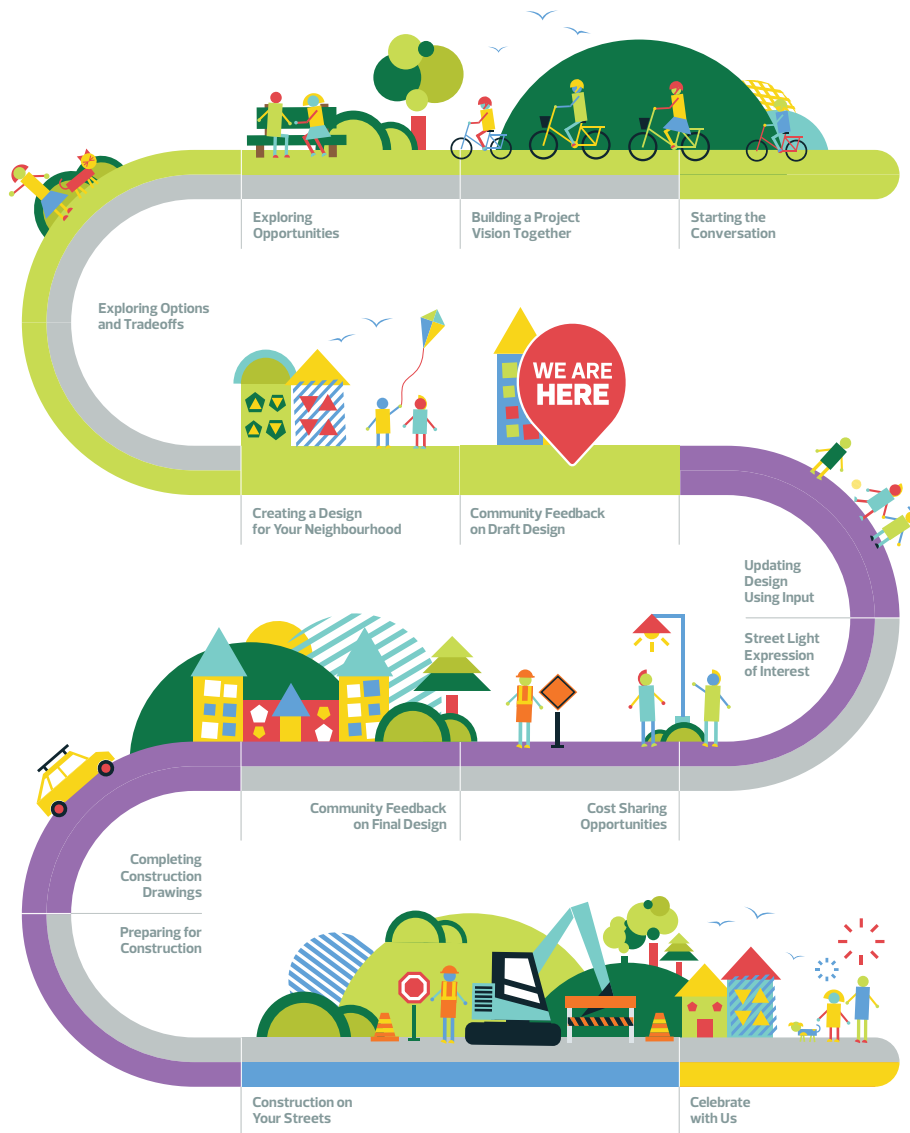 Exploring
Opportunities
Building a Project
Vision Together
Starting the
Conversation
Exploring Options
and Tradeoffs
WE ARE
HERE
Creating a Design
for Your Neighbourhood
Community Feedback
on Draft Design
Updating
Design
Using Input
Street Light
Expression
of Interest
Community Feedback
on Final Design
Cost Sharing
Opportunities
Completing
Construction
Drawings
Preparing for
Construction
Construction on
Your Streets
Celebrate
with Us